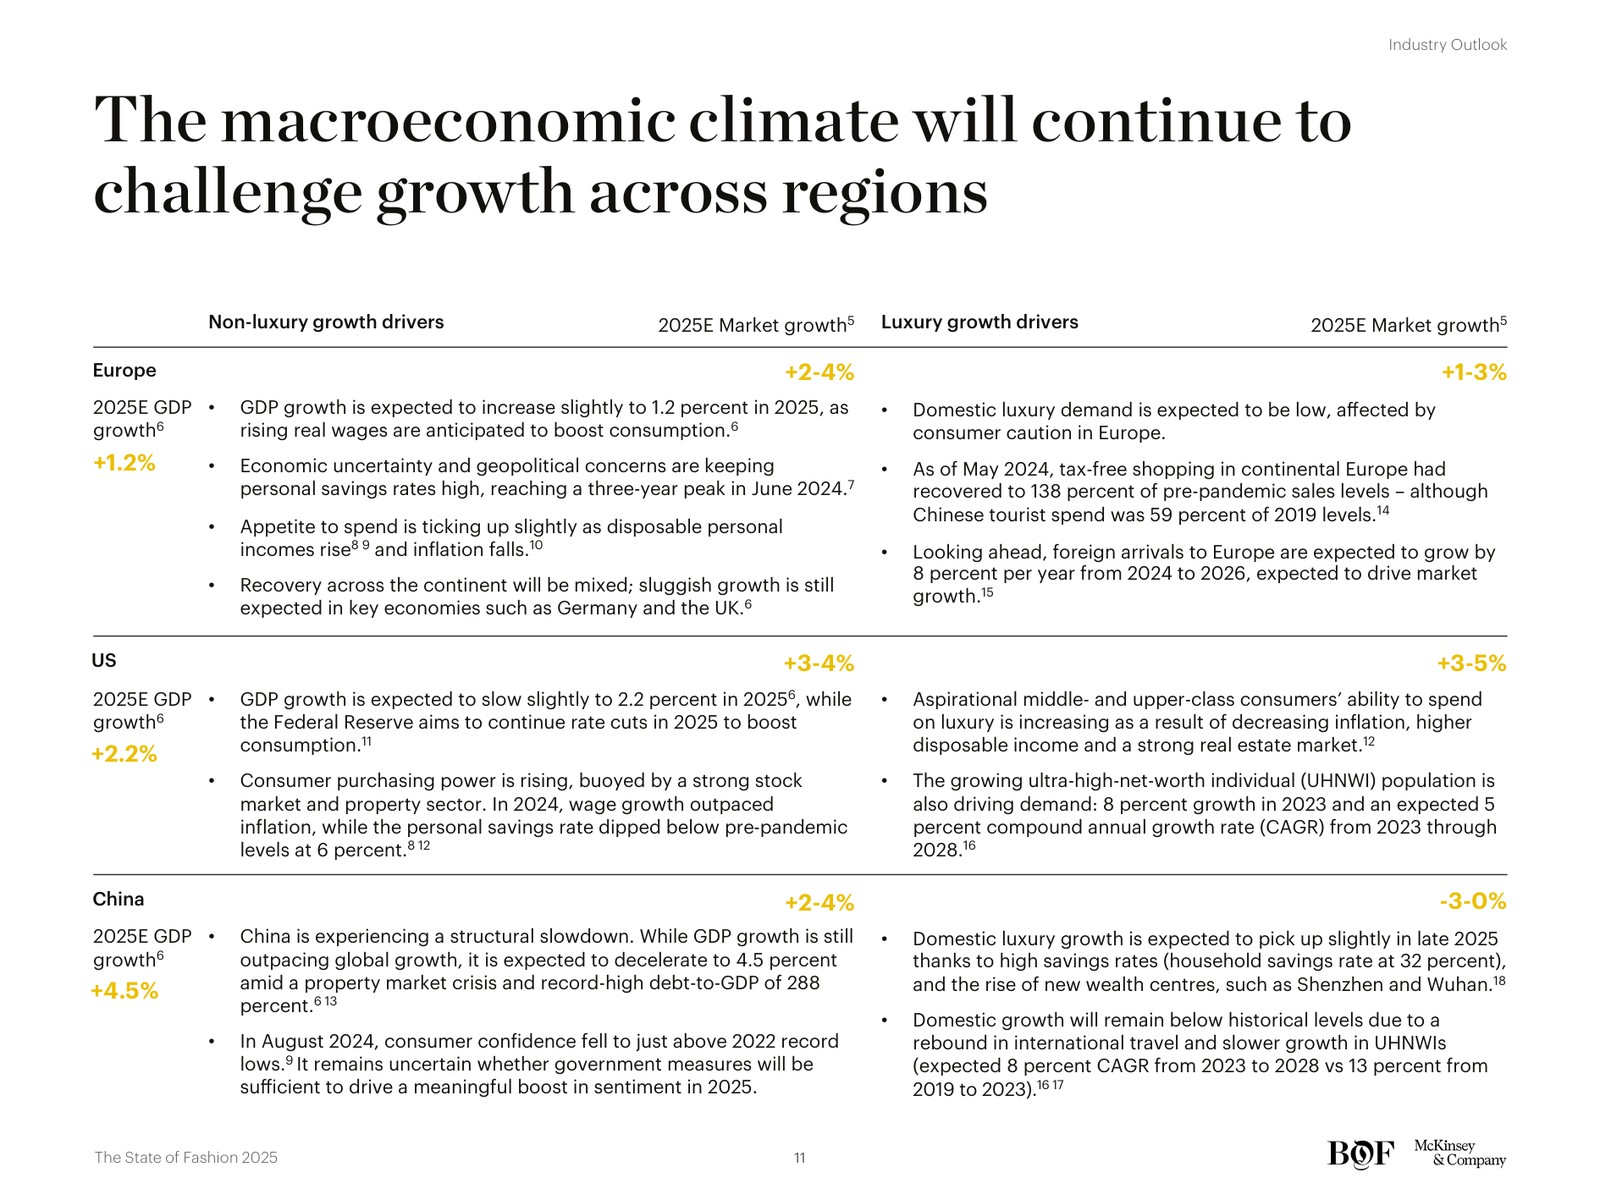 Industry Outlook
The macroeconomic climate will continue to
challenge growth across regions
Non-luxury growth drivers
2025E Market growth5
Luxury growth drivers
2025E Market growth5
Europe
+2-4%
+1-3%
2025E GDP
growth6
+1.2%
• GDP growth is expected to increase slightly to 1.2 percent in 2025, as
rising real wages are anticipated to boost consumption.6
• Economic uncertainty and geopolitical concerns are keeping
personal savings rates high, reaching a three-year peak in June 2024.7
• Appetite to spend is ticking up slightly as disposable personal
incomes rise8 9 and inflation falls.10
• Recovery across the continent will be mixed; sluggish growth is still
expected in key economies such as Germany and the UK.6
• Domestic luxury demand is expected to be low, affected by
consumer caution in Europe.
• As of May 2024, tax-free shopping in continental Europe had
recovered to 138 percent of pre-pandemic sales levels – although
Chinese tourist spend was 59 percent of 2019 levels.14
• Looking ahead, foreign arrivals to Europe are expected to grow by
8 percent per year from 2024 to 2026, expected to drive market
growth.15
US
+3-4%
+3-5%
2025E GDP
growth6
+2.2%
• GDP growth is expected to slow slightly to 2.2 percent in 20256, while
the Federal Reserve aims to continue rate cuts in 2025 to boost
consumption.11
• Consumer purchasing power is rising, buoyed by a strong stock
market and property sector. In 2024, wage growth outpaced
inflation, while the personal savings rate dipped below pre-pandemic
levels at 6 percent.8 12
• Aspirational middle- and upper-class consumers’ ability to spend
on luxury is increasing as a result of decreasing inflation, higher
disposable income and a strong real estate market.12
• The growing ultra-high-net-worth individual (UHNWI) population is
also driving demand: 8 percent growth in 2023 and an expected 5
percent compound annual growth rate (CAGR) from 2023 through
2028.16
China
+2-4%
-3-0%
2025E GDP
growth6
+4.5%
• China is experiencing a structural slowdown. While GDP growth is still
outpacing global growth, it is expected to decelerate to 4.5 percent
amid a property market crisis and record-high debt-to-GDP of 288
percent.6 13
• In August 2024, consumer confidence fell to just above 2022 record
lows.9 It remains uncertain whether government measures will be
sufficient to drive a meaningful boost in sentiment in 2025.
• Domestic luxury growth is expected to pick up slightly in late 2025
thanks to high savings rates (household savings rate at 32 percent),
and the rise of new wealth centres, such as Shenzhen and Wuhan.18
• Domestic growth will remain below historical levels due to a
rebound in international travel and slower growth in UHNWIs
(expected 8 percent CAGR from 2023 to 2028 vs 13 percent from
2019 to 2023).16 17
The State of Fashion 2025
11
BOF
McKinsey
& Company